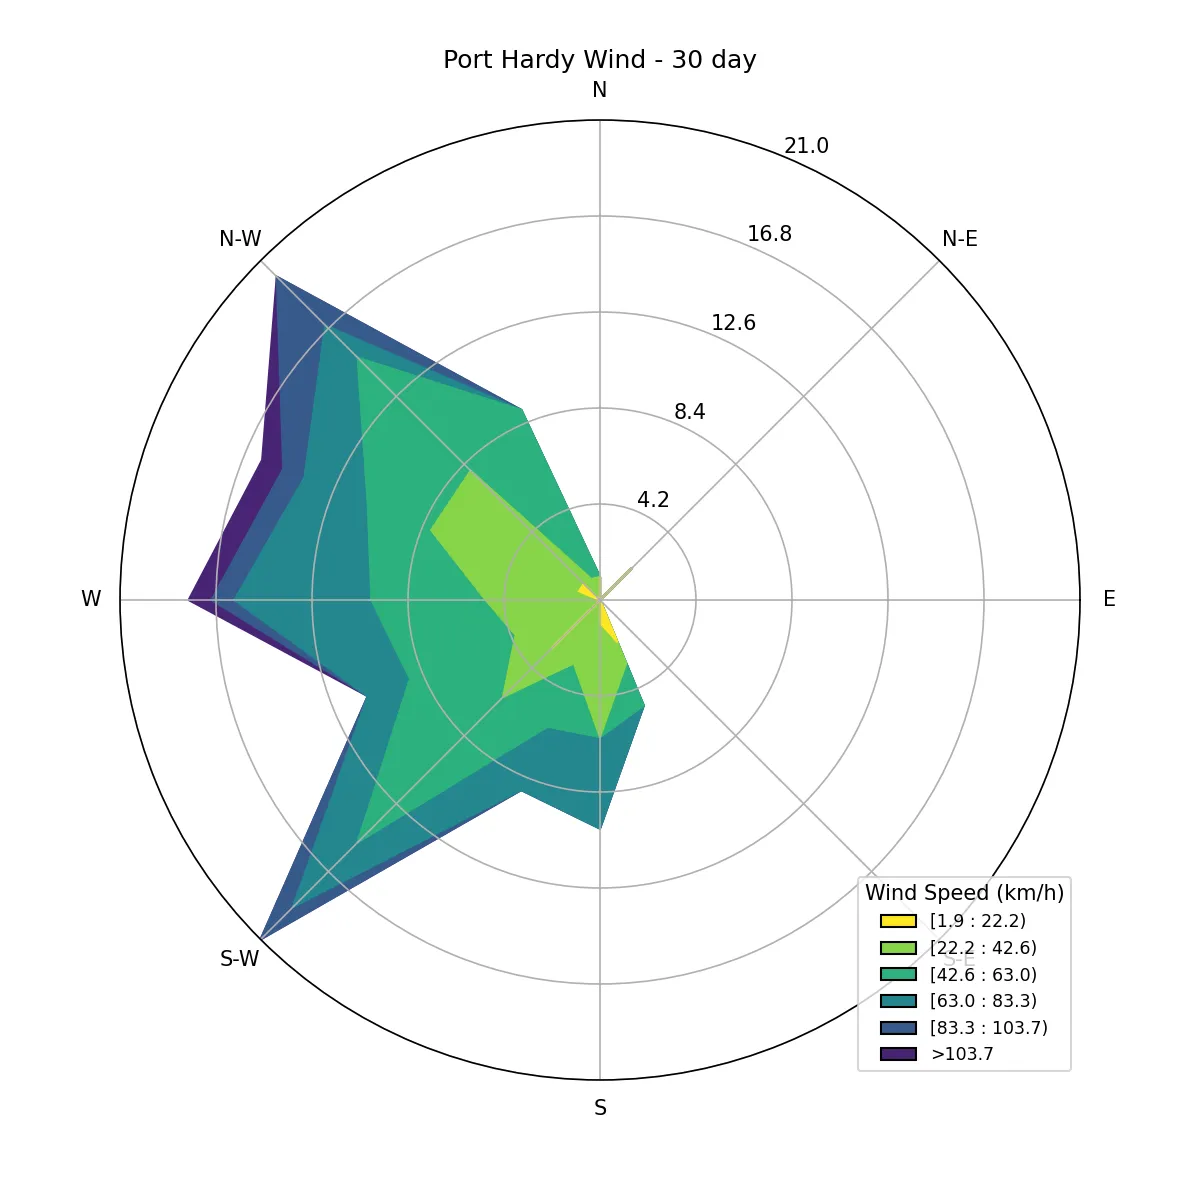 Port Hardy Wind - 30 day
N
21.0
16.8
N-W
N-E
12.6
8.4
4.2
W
E
Wind Speed (km/h)
[1.9 : 22.2)
[22.2 : 42.6)
S-W
S-E
[42.6 : 63.0)
[63.0 : 83.3)
[83.3 : 103.7)
>103.7
S